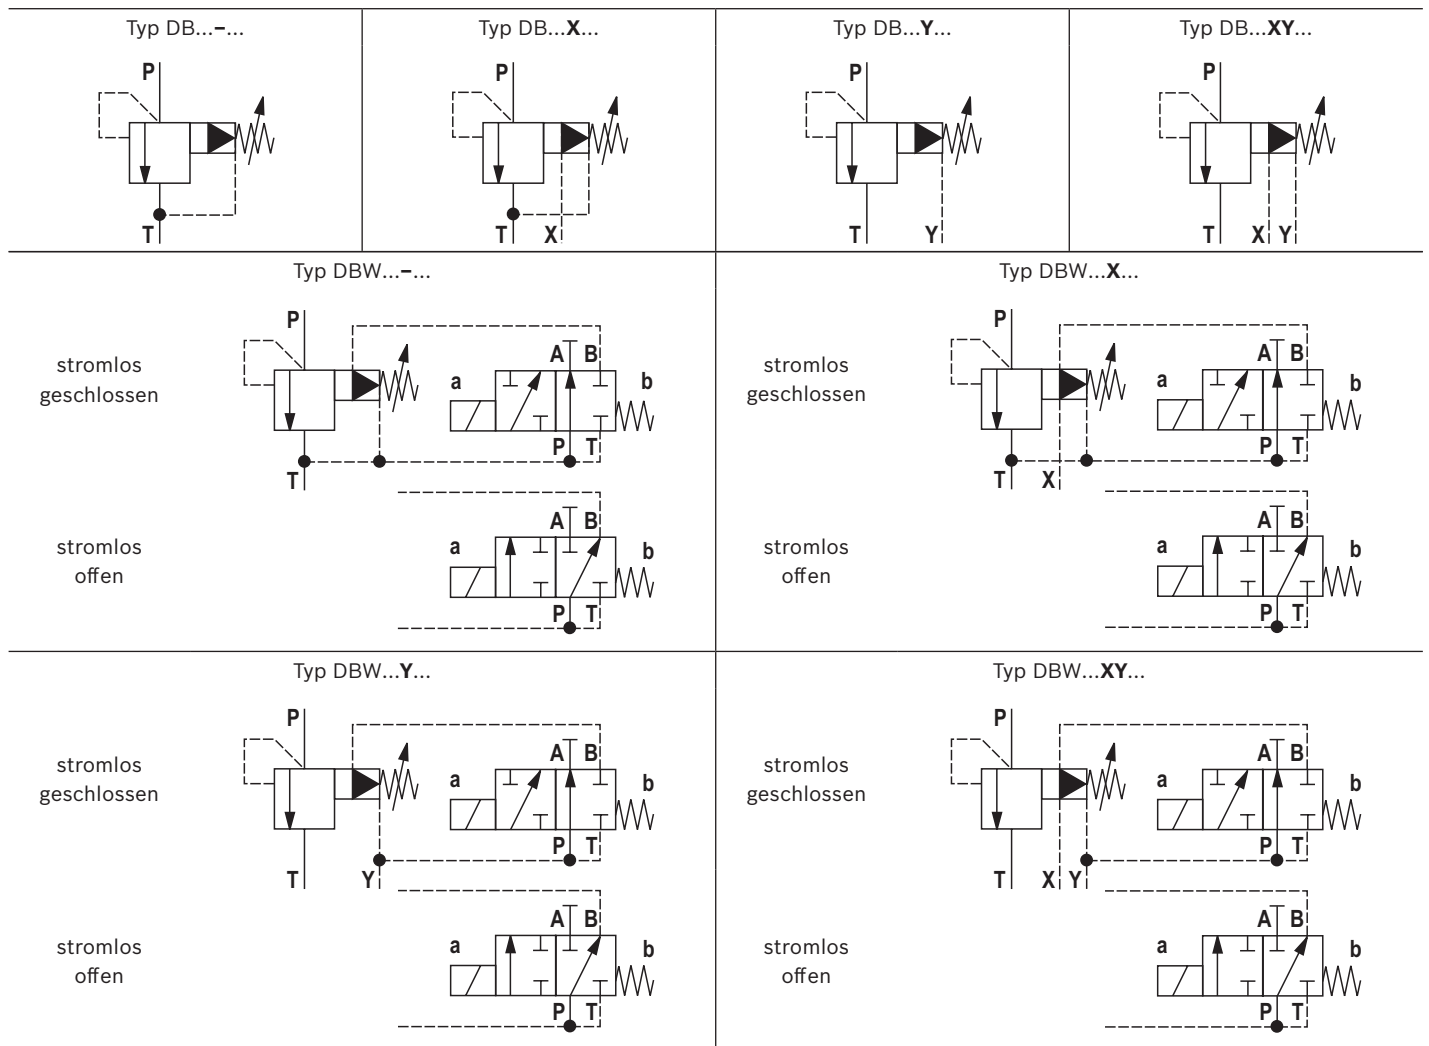 Typ DB...–...
Typ DB...X...
Typ DB...Y...
Typ DB...XY...
P
P
P
P
T
T X
T Y
T X Y
Typ DBW...–...
Typ DBW...X...
P
A B
a b
stromlos
geschlossen
P T
T
P
A B
a b
stromlos
geschlossen
P T
T X
A B
a b
stromlos
offen
P T
A B
a b
stromlos
offen
P T
Typ DBW...Y...
Typ DBW...XY...
P
A B
a b
stromlos
geschlossen
P T
T Y
P
A B
a b
stromlos
geschlossen
P T
T X Y
A B
a b
stromlos
offen
P T
A B
a b
stromlos
offen
P T